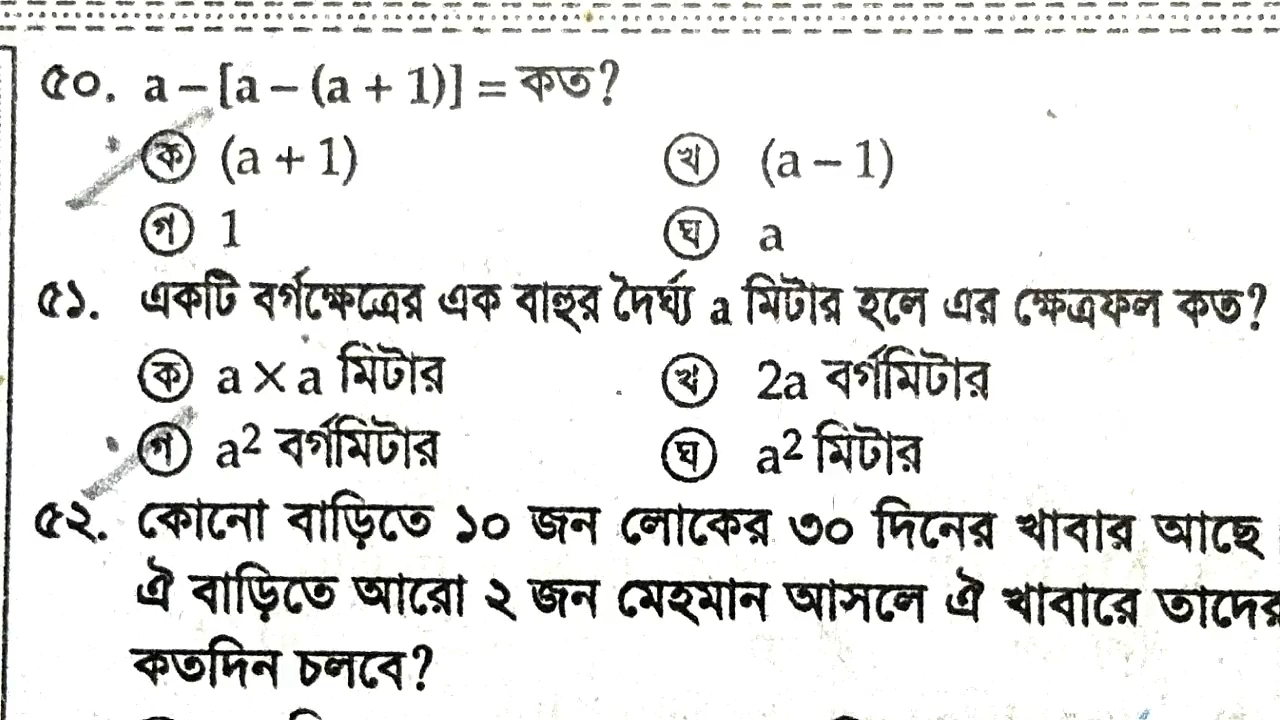 ৫০. a – [a – (a + 1)] = কত?
ক (a + 1) খ (a – 1)
গ 1 ঘ a
৫১. একটি বর্গক্ষেত্রের এক বাহুর দৈর্ঘ্য a মিটার হলে এর ক্ষেত্রফল কত?
ক a × a মিটার খ 2a বর্গমিটার
গ a² বর্গমিটার ঘ a² মিটার
৫২. কোনো বাড়িতে ১০ জন লোকের ৩০ দিনের খাবার আছে
ঐ বাড়িতে আরো ২ জন মেহমান আসলে ঐ খাবারে তাদের
কতদিন চলবে?